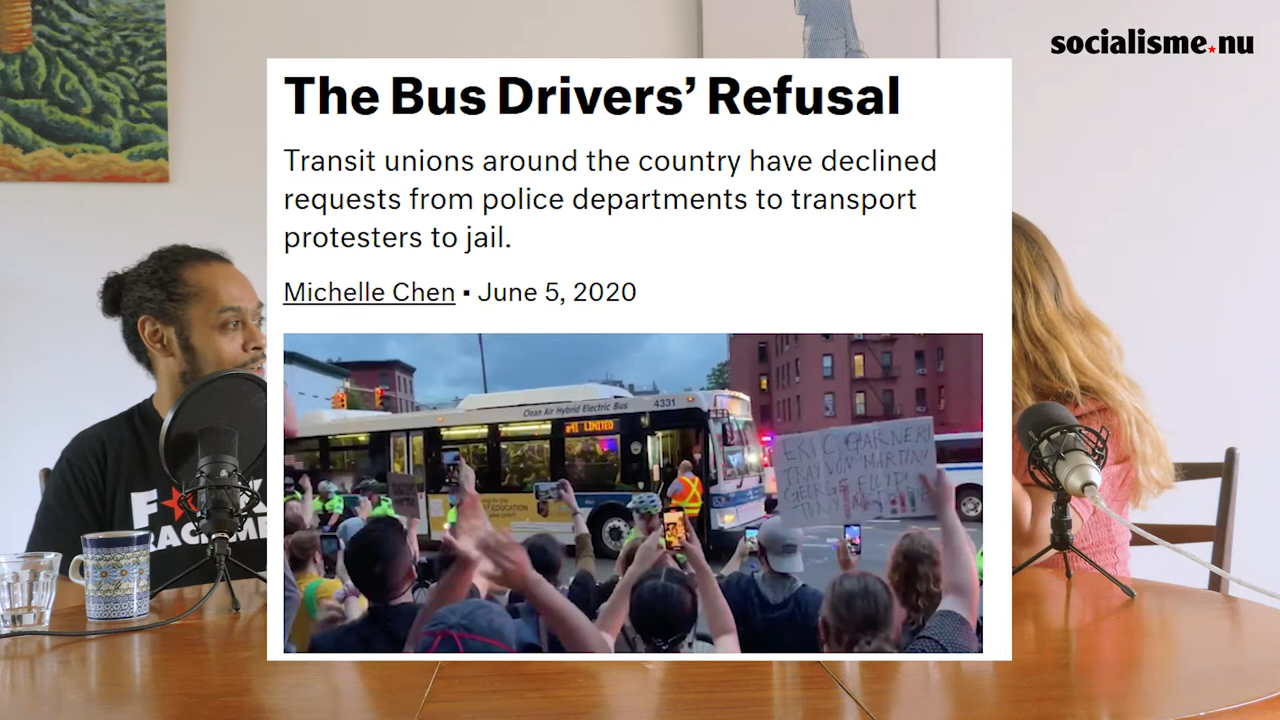 socialisme.nu
The Bus Drivers’ Refusal
Transit unions around the country have declined
requests from police departments to transport
protesters to jail.
Michelle Chen ▪ June 5, 2020
Clean Air Hybrid Electric Bus
4331
LIMITED
ERIC GARNER
TRAYVON MARTIN
GEORGE FLOYD
TONY
EDUCATION